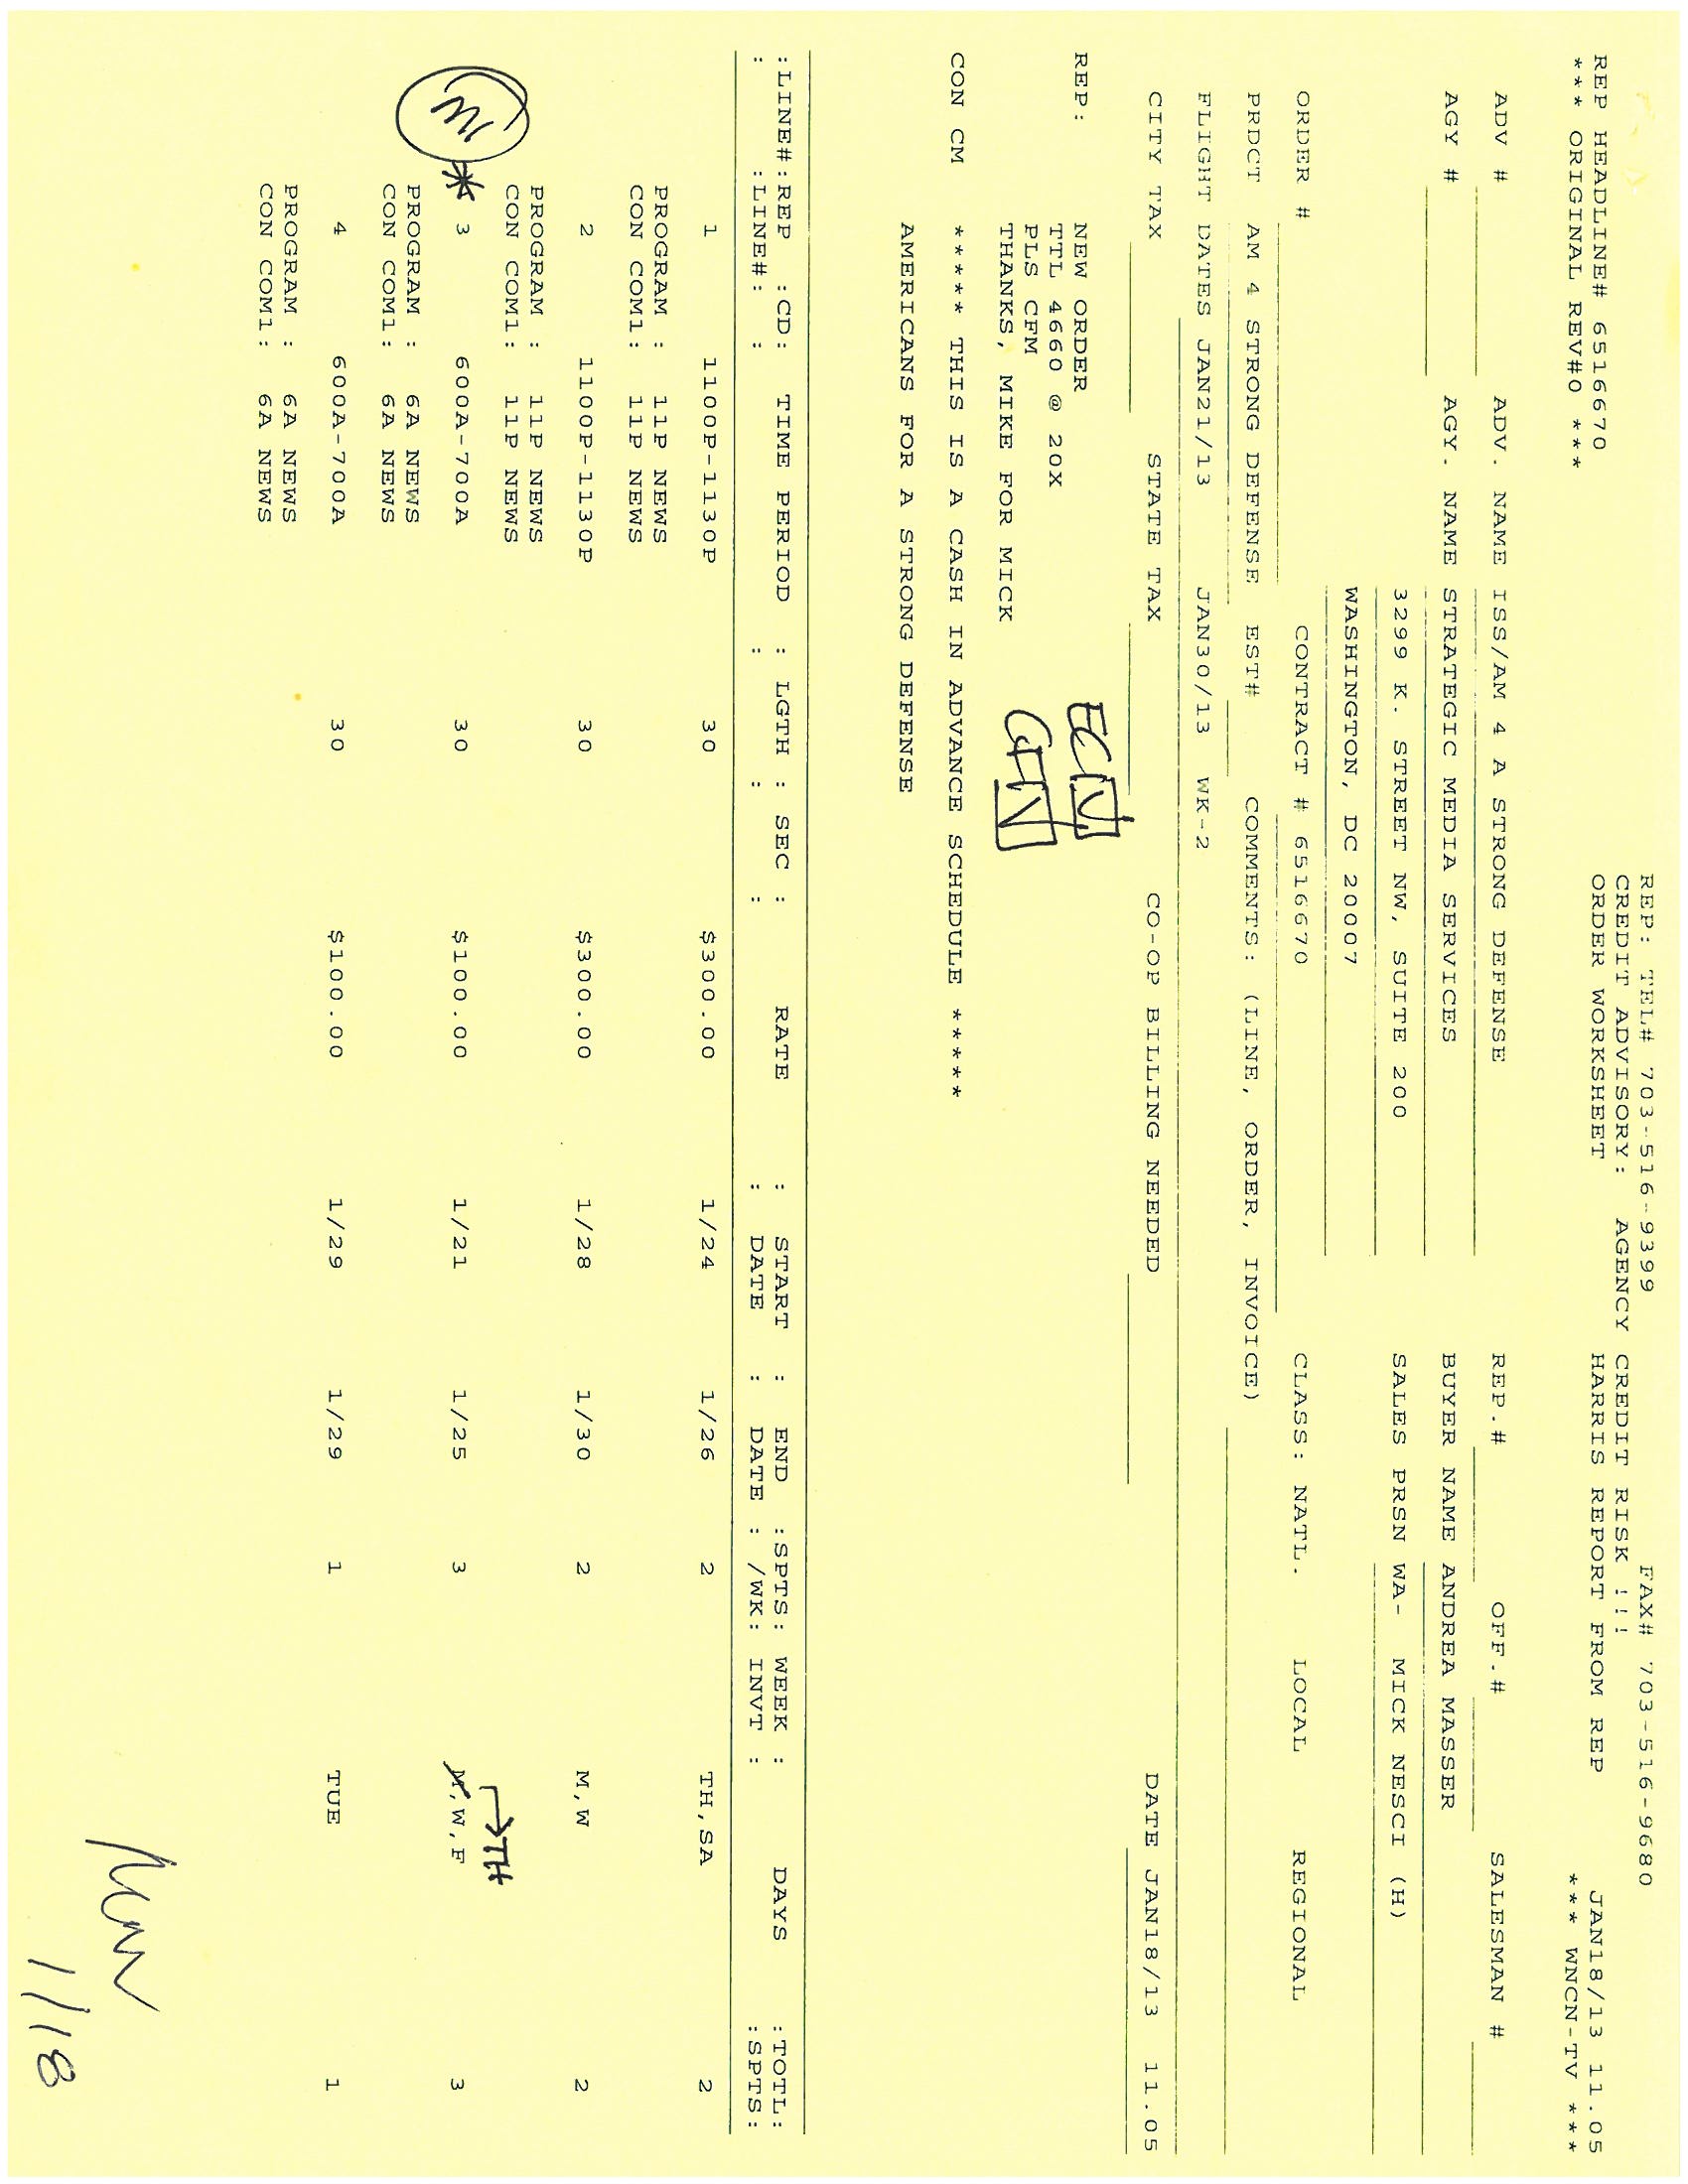 REP: TEL# 703-516-9399 FAX# 703-516-9680
CREDIT ADVISORY: AGENCY CREDIT RISK !!!
REP HEADLINE# 6516670 ORDER WORKSHEET HARRIS REPORT FROM REP JAN18/13 11.05
*** ORIGINAL REV#0 *** *** WNCN-TV ***
ADV # ADV. NAME ISS/AM 4 A STRONG DEFENSE REP.# OFF.# SALESMAN #
AGY # AGY. NAME STRATEGIC MEDIA SERVICES BUYER NAME ANDREA MASSER
3299 K. STREET NW, SUITE 200 SALES PRSN WA- MICK NESCI (H)
WASHINGTON, DC 20007
ORDER # CONTRACT # 6516670 CLASS: NATL. LOCAL REGIONAL
PRDCT AM 4 STRONG DEFENSE EST# COMMENTS: (LINE, ORDER, INVOICE)
FLIGHT DATES JAN21/13 JAN30/13 WK-2
CITY TAX STATE TAX CO-OP BILLING NEEDED DATE JAN18/13 11.05
REP: NEW ORDER
TTL 4660 @ 20X
PLS CFM
THANKS, MIKE FOR MICK
EC
CF
CON CM ***** THIS IS A CASH IN ADVANCE SCHEDULE *****
AMERICANS FOR A STRONG DEFENSE
:LINE#:REP :CD: TIME PERIOD : LGTH : SEC : RATE : START : END :SPTS: WEEK : DAYS :TOTL:
: :LINE#: : : : : : DATE : DATE : /WK: INVT : :SPTS:
1 1100P-1130P 30 $300.00 1/24 1/26 2 TH,SA 2
PROGRAM : 11P NEWS
CON COM1: 11P NEWS
2 1100P-1130P 30 $300.00 1/28 1/30 2 M,W 2
PROGRAM : 11P NEWS
CON COM1: 11P NEWS
→TH
* 3 600A-700A 30 $100.00 1/21 1/25 3 M,W,F 3
PROGRAM : 6A NEWS
CON COM1: 6A NEWS
4 600A-700A 30 $100.00 1/29 1/29 1 TUE 1
PROGRAM : 6A NEWS
CON COM1: 6A NEWS
1/18